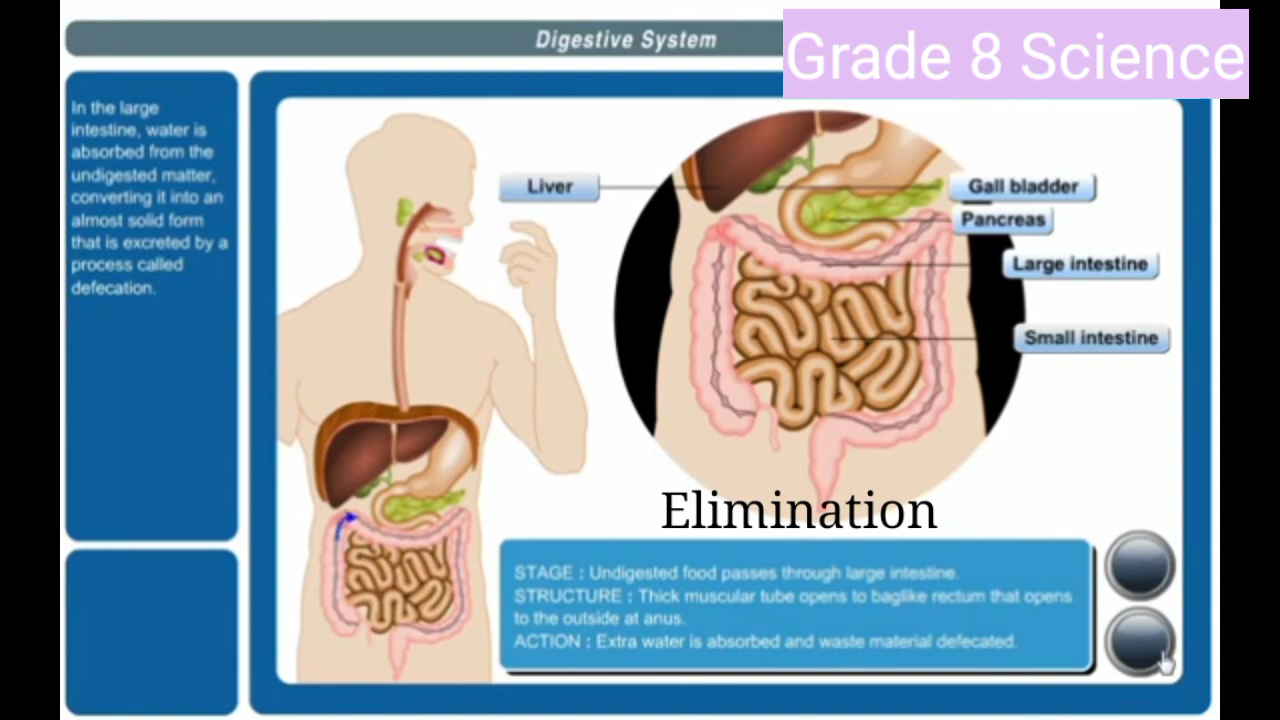 Digestive System
Grade 8 Science
In the large
intestine, water is
absorbed from the
undigested matter,
converting it into an
almost solid form
that is excreted by a
process called
defecation.
Liver
Gall bladder
Pancreas
Large intestine
Small intestine
Elimination
STAGE : Undigested food passes through large intestine.
STRUCTURE : Thick muscular tube opens to baglike rectum that opens
to the outside at anus.
ACTION : Extra water is absorbed and waste material defecated.